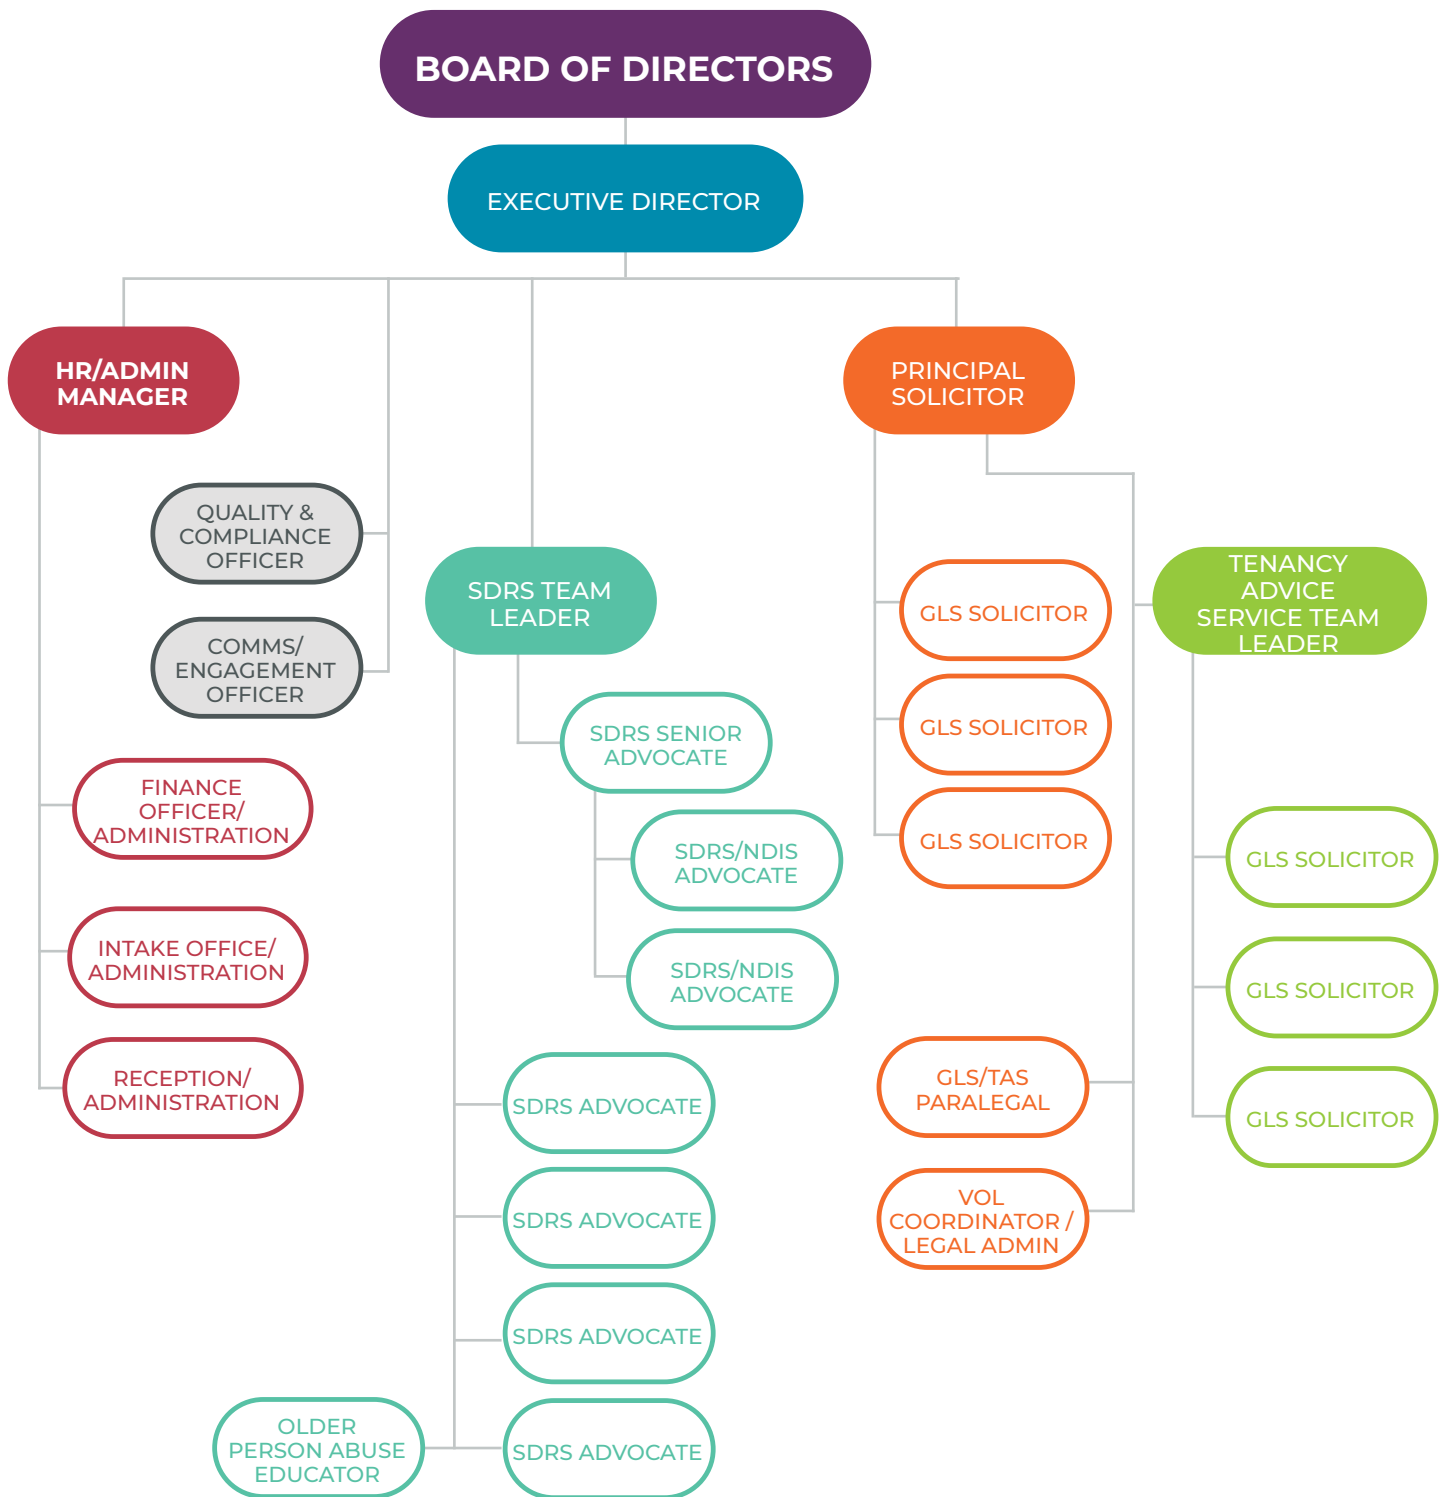 BOARD OF DIRECTORS
EXECUTIVE DIRECTOR
HR/ADMIN
MANAGER
PRINCIPAL
SOLICITOR
QUALITY &
COMPLIANCE
OFFICER
COMMS/
ENGAGEMENT
OFFICER
FINANCE
OFFICER/
ADMINISTRATION
INTAKE OFFICE/
ADMINISTRATION
RECEPTION/
ADMINISTRATION
SDRS TEAM
LEADER
SDRS SENIOR
ADVOCATE
SDRS/NDIS
ADVOCATE
SDRS/NDIS
ADVOCATE
SDRS ADVOCATE
SDRS ADVOCATE
SDRS ADVOCATE
SDRS ADVOCATE
OLDER
PERSON ABUSE
EDUCATOR
GLS SOLICITOR
GLS SOLICITOR
GLS SOLICITOR
GLS/TAS
PARALEGAL
VOL
COORDINATOR /
LEGAL ADMIN
TENANCY
ADVICE
SERVICE TEAM
LEADER
GLS SOLICITOR
GLS SOLICITOR
GLS SOLICITOR